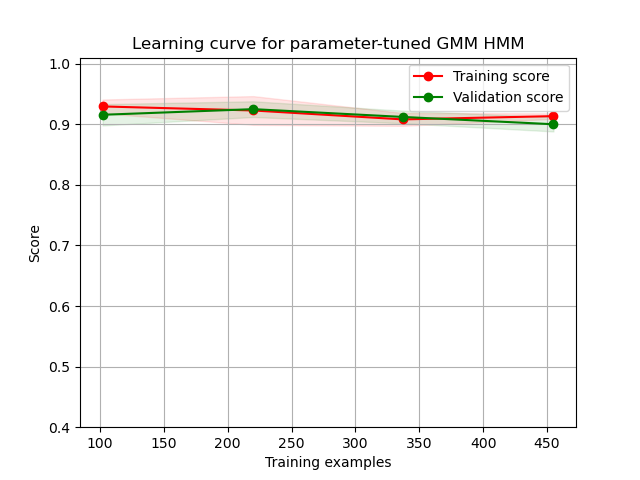 Learning curve for parameter-tuned GMM HMM
Training score
Validation score
1.0
0.9
0.8
0.7
0.6
0.5
0.4
Score
100 150 200 250 300 350 400 450
Training examples